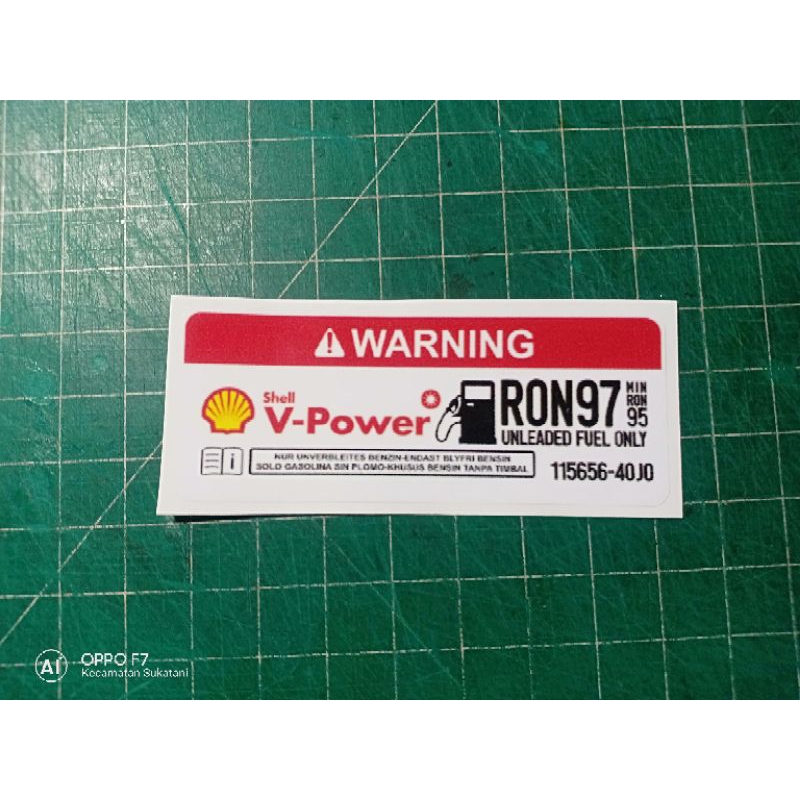 WARNING
Shell
V-Power
RON97 MIN RON 95
UNLEADED FUEL ONLY
NUR UNVERBLEITES BENZIN-ENDAST BLYFRI BENSIN
SOLO GASOLINA SIN PLOMO-KHUSUS BENSIN TANPA TIMBAL
115656-40J0
AI OPPO F7
Kecamatan Sukatani